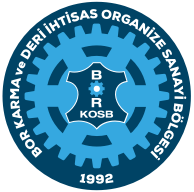 BOR KARMA ve DERİ İHTİSAS ORGANİZE SANAYİ BÖLGESİ
B
R
KOSB
1992